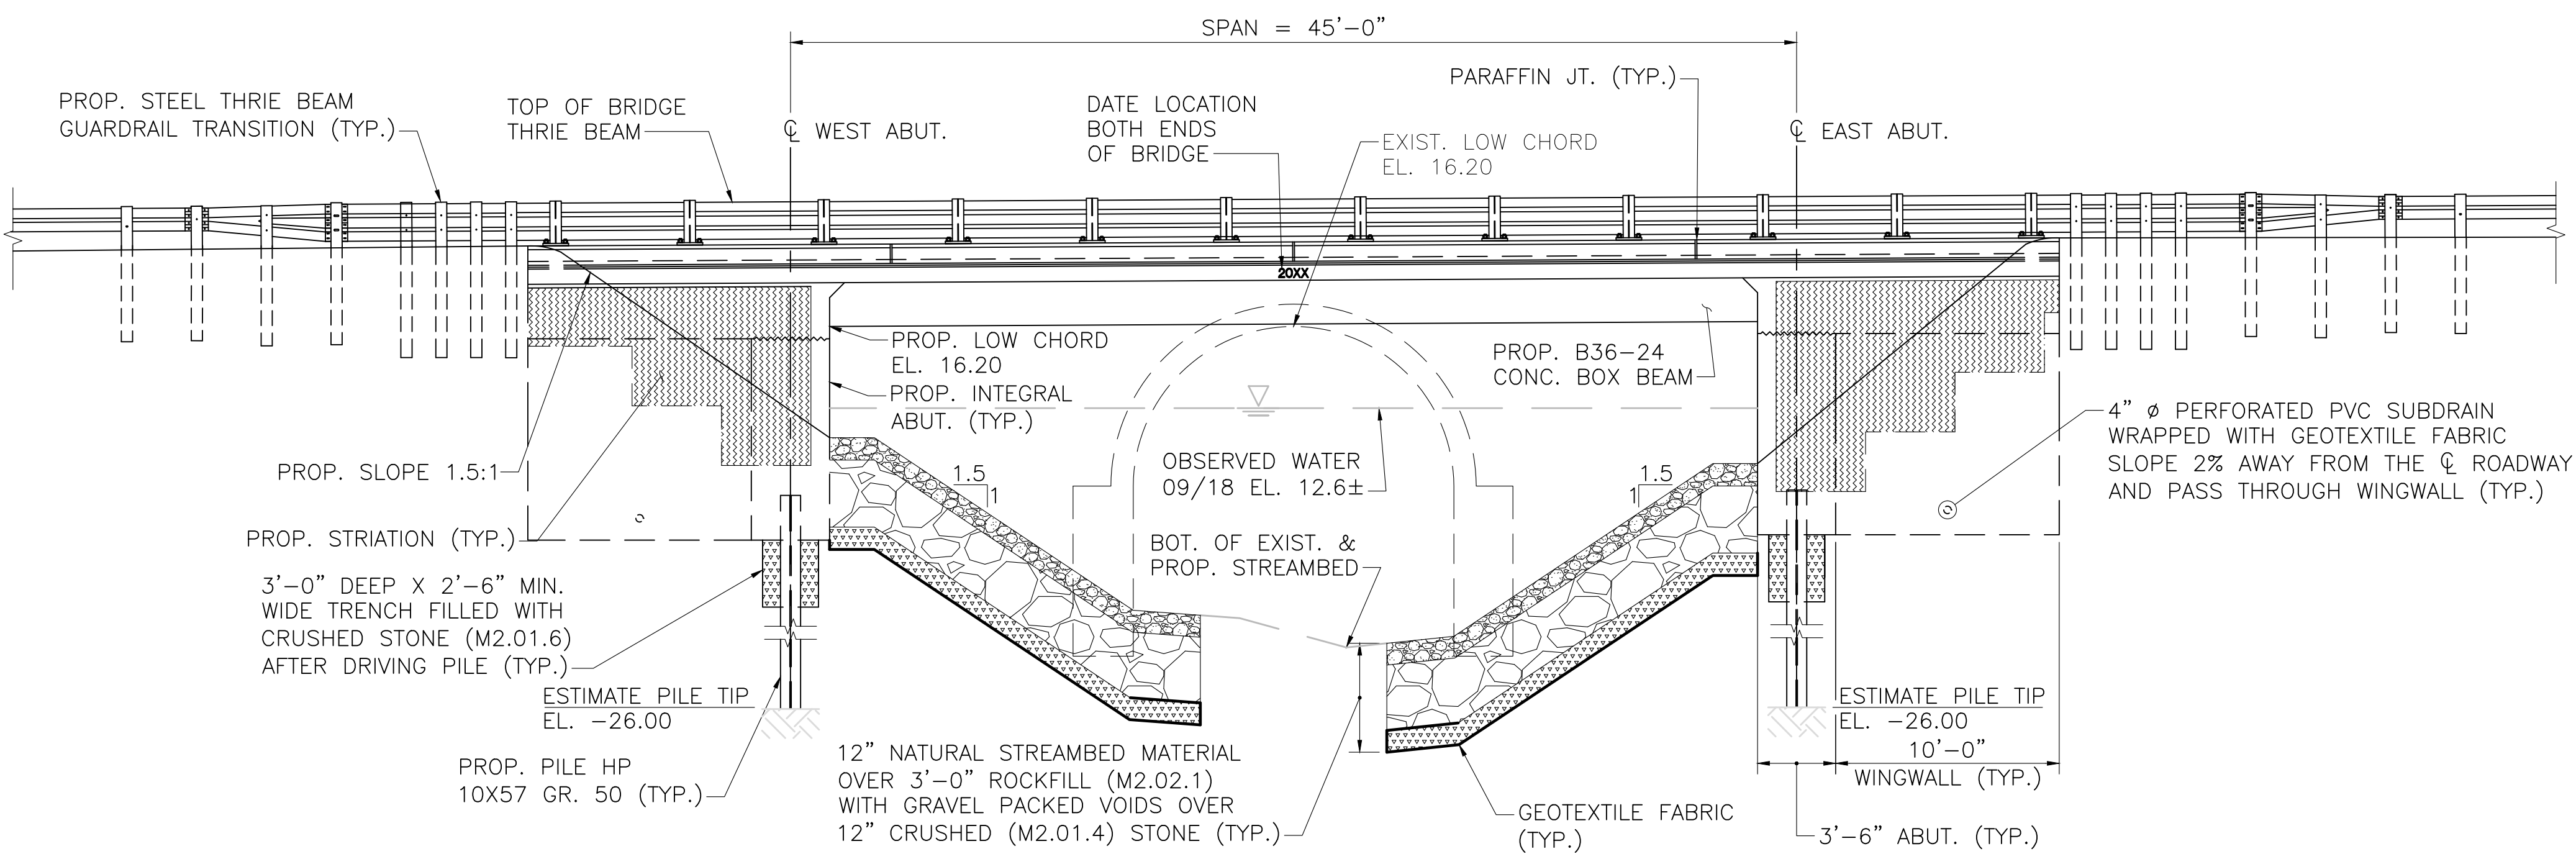 SPAN = 45'-0"
PROP. STEEL THRIE BEAM
GUARDRAIL TRANSITION (TYP.)
TOP OF BRIDGE
THRIE BEAM
℄ WEST ABUT.
DATE LOCATION
BOTH ENDS
OF BRIDGE
EXIST. LOW CHORD
EL. 16.20
PARAFFIN JT. (TYP.)
℄ EAST ABUT.
20XX
PROP. LOW CHORD
EL. 16.20
PROP. INTEGRAL
ABUT. (TYP.)
PROP. B36-24
CONC. BOX BEAM
4" ø PERFORATED PVC SUBDRAIN
WRAPPED WITH GEOTEXTILE FABRIC
SLOPE 2% AWAY FROM THE ℄ ROADWAY
AND PASS THROUGH WINGWALL (TYP.)
PROP. SLOPE 1.5:1
1.5
1
OBSERVED WATER
09/18 EL. 12.6±
1.5
1
PROP. STRIATION (TYP.)
BOT. OF EXIST. &
PROP. STREAMBED
3'-0" DEEP X 2'-6" MIN.
WIDE TRENCH FILLED WITH
CRUSHED STONE (M2.01.6)
AFTER DRIVING PILE (TYP.)
ESTIMATE PILE TIP
EL. -26.00
PROP. PILE HP
10X57 GR. 50 (TYP.)
12" NATURAL STREAMBED MATERIAL
OVER 3'-0" ROCKFILL (M2.02.1)
WITH GRAVEL PACKED VOIDS OVER
12" CRUSHED (M2.01.4) STONE (TYP.)
GEOTEXTILE FABRIC
(TYP.)
ESTIMATE PILE TIP
EL. -26.00
10'-0"
WINGWALL (TYP.)
3'-6" ABUT. (TYP.)